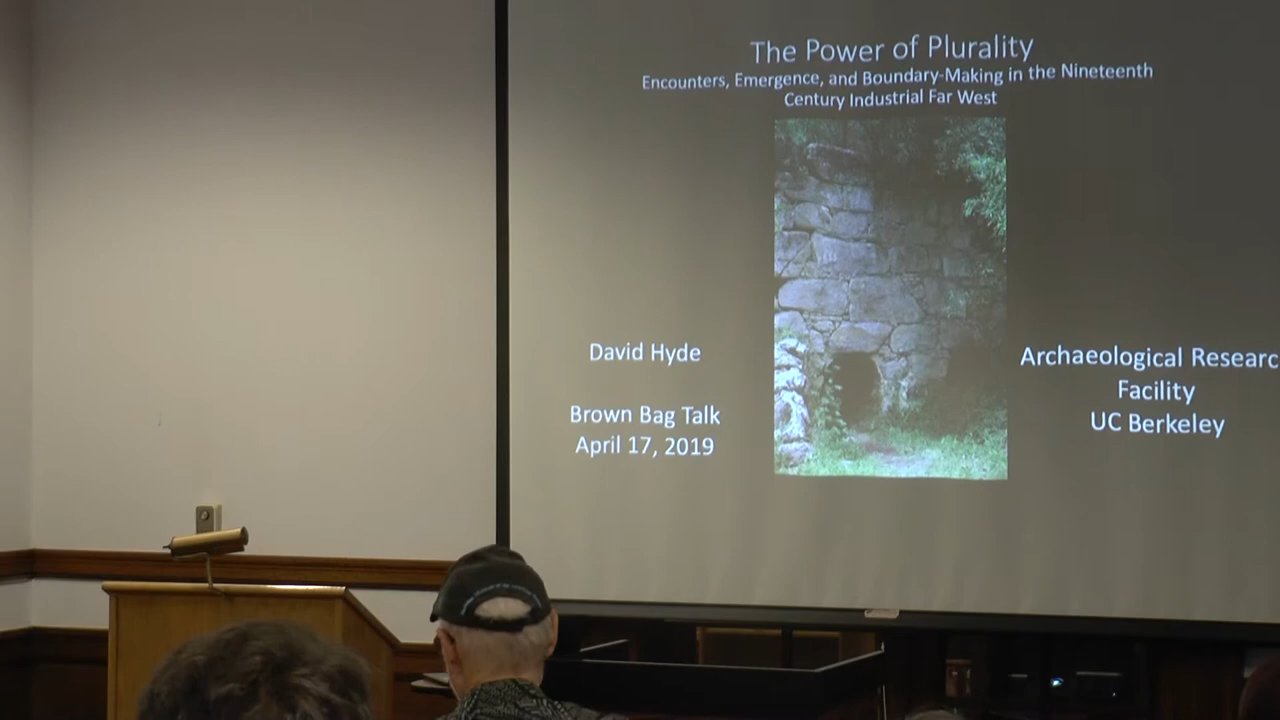 The Power of Plurality
Encounters, Emergence, and Boundary-Making in the Nineteenth
Century Industrial Far West
David Hyde
Brown Bag Talk
April 17, 2019
Archaeological Researc
Facility
UC Berkeley